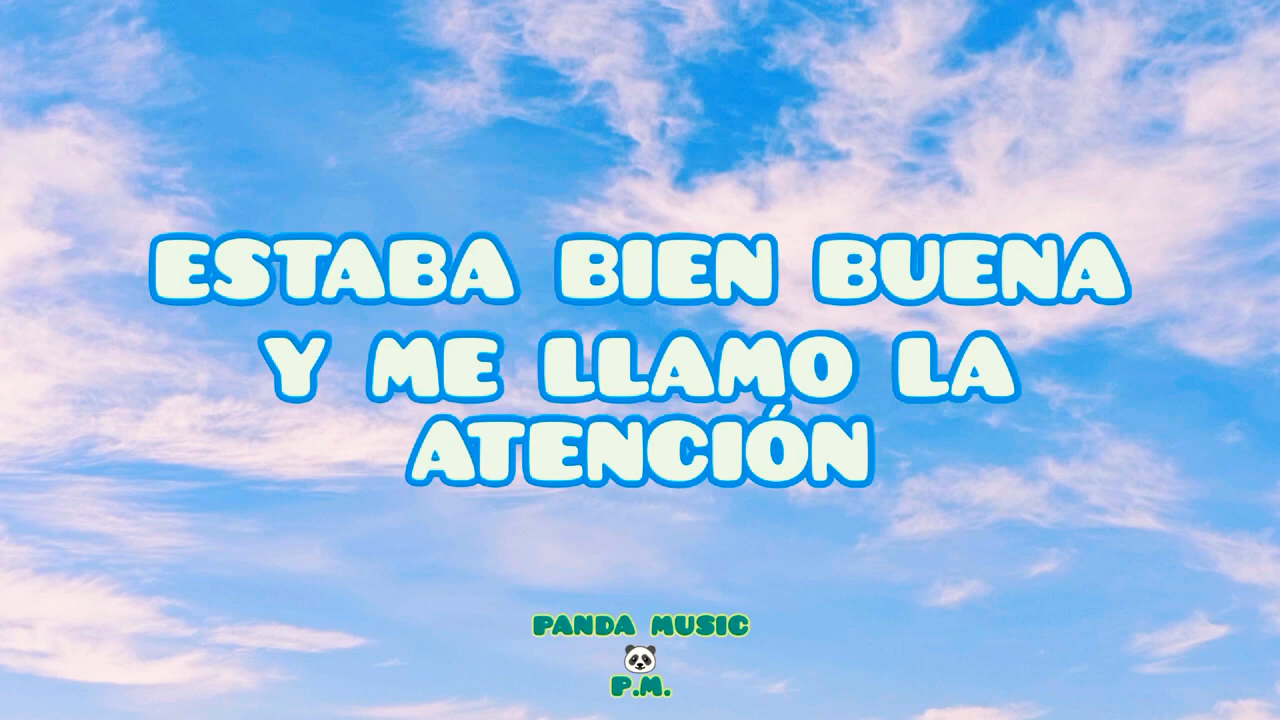 ESTABA BIEN BUENA
Y ME LLAMO LA
ATENCIÓN
PANDA MUSIC
P.M.